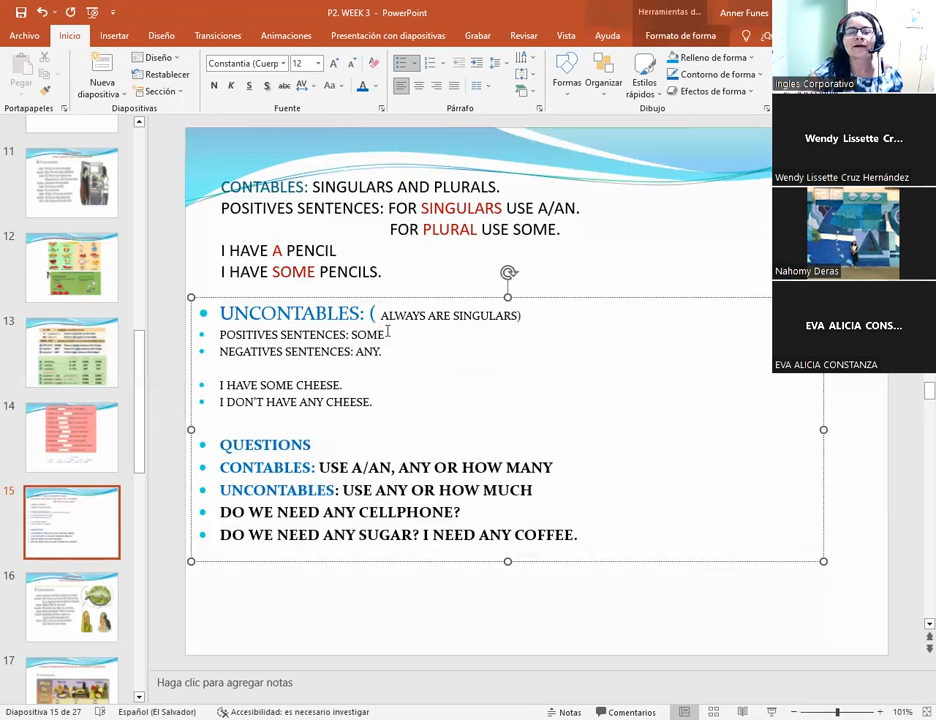 P2. WEEK 3 - PowerPoint
Herramientas d...
Anner Funes
Archivo
Inicio
Insertar
Diseño
Transiciones
Animaciones
Presentación con diapositivas
Grabar
Revisar
Vista
Ayuda
Formato de forma
Pegar
Nueva diapositiva
Diseño
Restablecer
Sección
Constantia (Cuerp
12
Formas
Organizar
Estilos rápidos
Relleno de forma
Contorno de forma
Efectos de forma
Portapapeles
Diapositivas
Fuente
Párrafo
Dibujo
Ingles Corporativo
Wendy Lissette Cr...
Wendy Lissette Cruz Hernández
Nahomy Deras
EVA ALICIA CONS...
EVA ALICIA CONSTANZA
11
12
13
14
15
16
17
CONTABLES: SINGULARS AND PLURALS.
POSITIVES SENTENCES: FOR SINGULARS USE A/AN.
FOR PLURAL USE SOME.
I HAVE A PENCIL
I HAVE SOME PENCILS.
UNCONTABLES: ( ALWAYS ARE SINGULARS)
POSITIVES SENTENCES: SOME
NEGATIVES SENTENCES: ANY.
I HAVE SOME CHEESE.
I DON'T HAVE ANY CHEESE.
QUESTIONS
CONTABLES: USE A/AN, ANY OR HOW MANY
UNCONTABLES: USE ANY OR HOW MUCH
DO WE NEED ANY CELLPHONE?
DO WE NEED ANY SUGAR? I NEED ANY COFFEE.
Haga clic para agregar notas
Diapositiva 15 de 27
Español (El Salvador)
Accesibilidad: es necesario investigar
Notas
Comentarios
101%